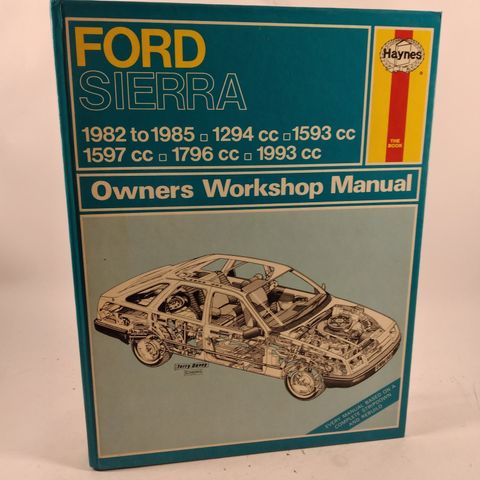 FORD
SIERRA
Haynes
®
THE
BOOK
1982 to 1985 □ 1294 cc □ 1593 cc
1597 cc □ 1796 cc □ 1993 cc
Owners Workshop Manual
Terry Davey
EVERY MANUAL BASED ON A
COMPLETE STRIPDOWN
AND REBUILD